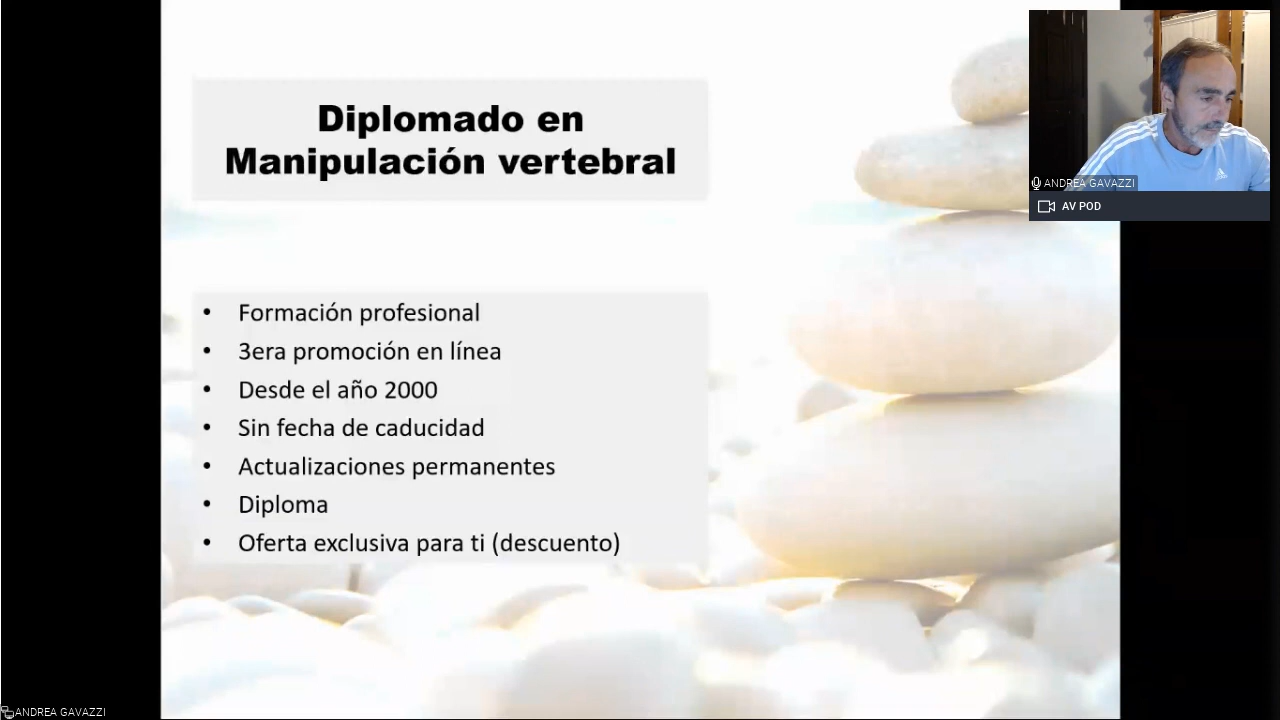 Diplomado en
Manipulación vertebral
ANDREA GAVAZZI
AV POD
• Formación profesional
• 3era promoción en línea
• Desde el año 2000
• Sin fecha de caducidad
• Actualizaciones permanentes
• Diploma
• Oferta exclusiva para ti (descuento)
ANDREA GAVAZZI